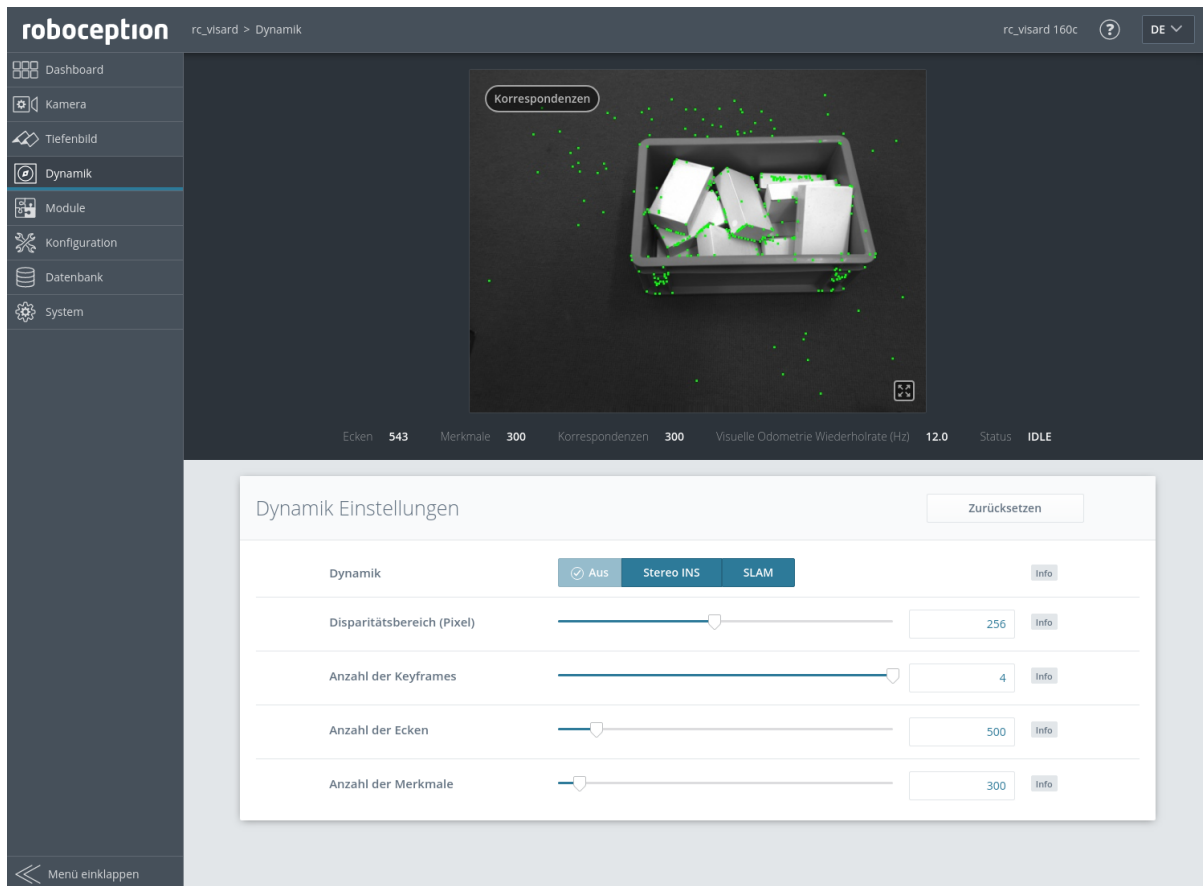 roboception
rc_visard > Dynamik
rc_visard 160c
?
DE
Dashboard
Kamera
Tiefenbild
Dynamik
Module
Konfiguration
Datenbank
System
Menü einklappen
Korrespondenzen
Ecken 543 Merkmale 300 Korrespondenzen 300 Visuelle Odometrie Wiederholrate (Hz) 12.0 Status IDLE
Dynamik Einstellungen
Zurücksetzen
Dynamik Aus Stereo INS SLAM Info
Disparitätsbereich (Pixel) 256 Info
Anzahl der Keyframes 4 Info
Anzahl der Ecken 500 Info
Anzahl der Merkmale 300 Info